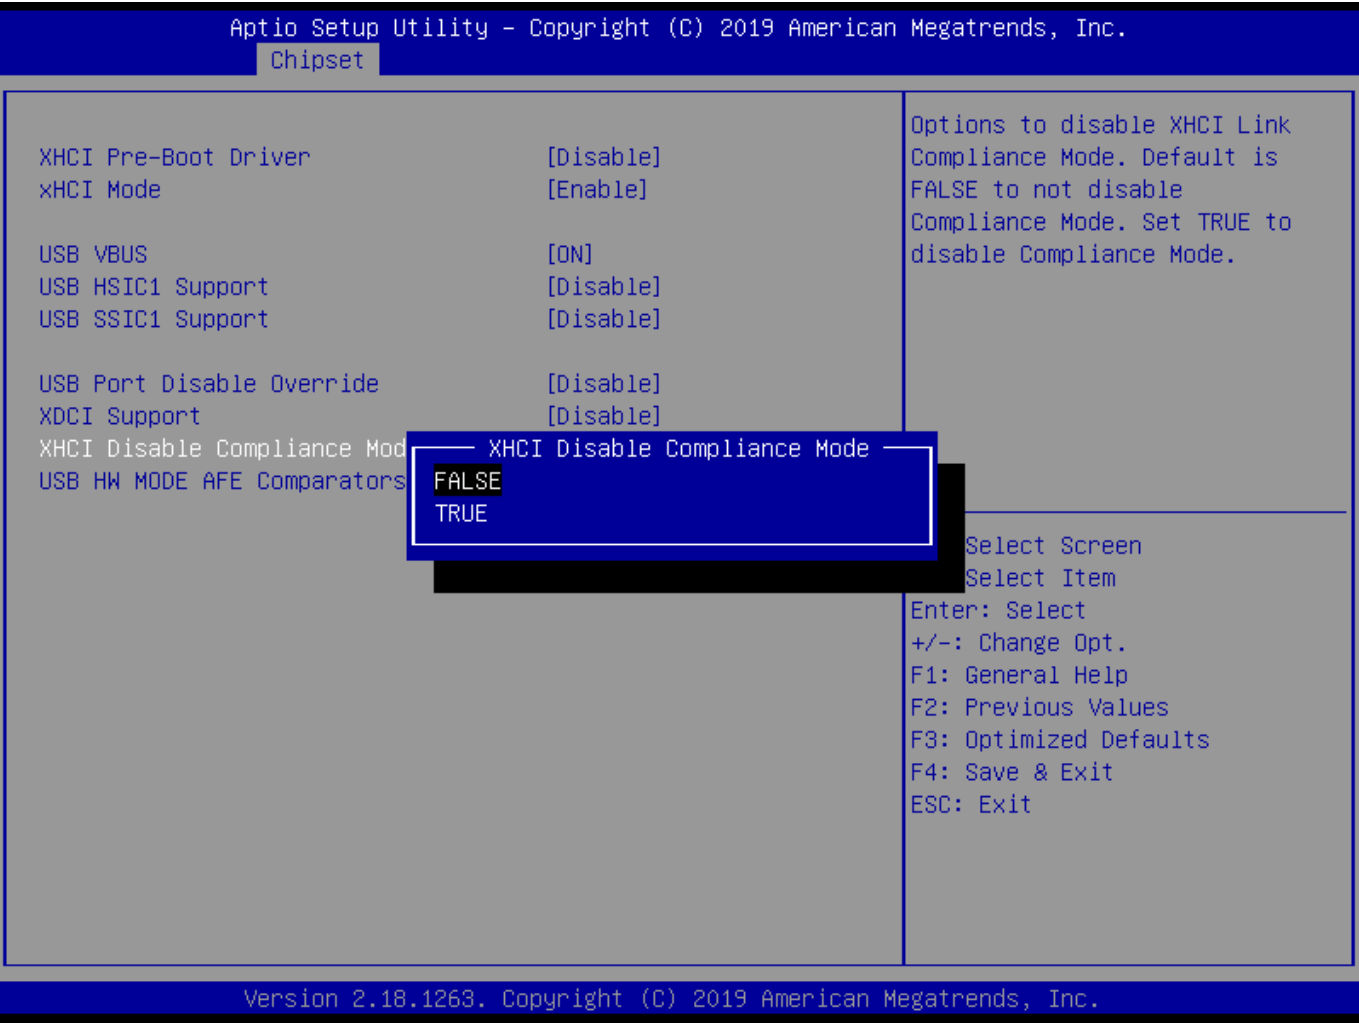 Aptio Setup Utility – Copyright (C) 2019 American Megatrends, Inc.
Chipset
XHCI Pre-Boot Driver [Disable]
xHCI Mode [Enable]
USB VBUS [ON]
USB HSIC1 Support [Disable]
USB SSIC1 Support [Disable]
USB Port Disable Override [Disable]
XDCI Support [Disable]
XHCI Disable Compliance Mod
USB HW MODE AFE Comparators
XHCI Disable Compliance Mode
FALSE
TRUE
Options to disable XHCI Link
Compliance Mode. Default is
FALSE to not disable
Compliance Mode. Set TRUE to
disable Compliance Mode.
Select Screen
Select Item
Enter: Select
+/-: Change Opt.
F1: General Help
F2: Previous Values
F3: Optimized Defaults
F4: Save & Exit
ESC: Exit
Version 2.18.1263. Copyright (C) 2019 American Megatrends, Inc.